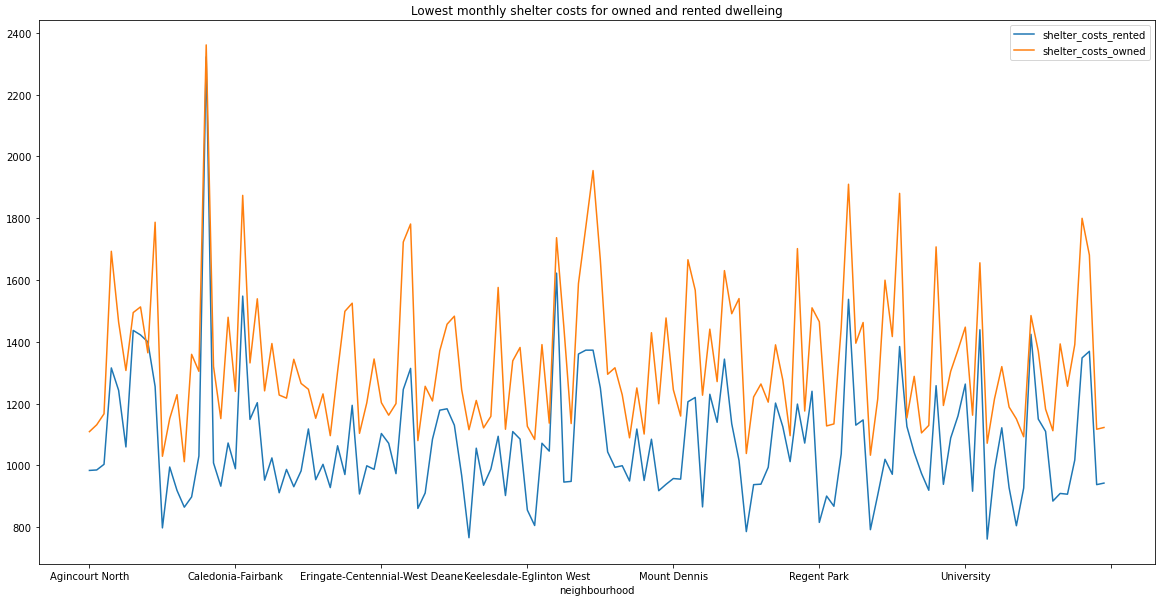 Lowest monthly shelter costs for owned and rented dwelleing
shelter_costs_rented
shelter_costs_owned
2400
2200
2000
1800
1600
1400
1200
1000
800
Agincourt North
Caledonia-Fairbank
Eringate-Centennial-West Deane
Keelesdale-Eglinton West
Mount Dennis
Regent Park
University
neighbourhood